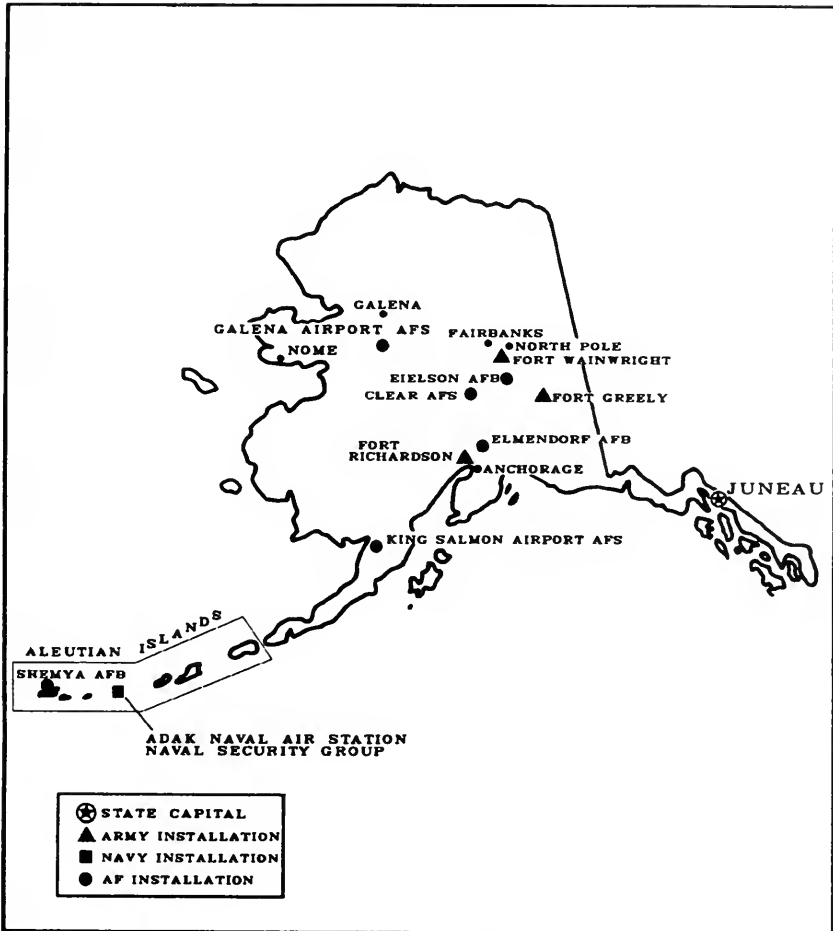 GALENA
GALENA AIRPORT AFS
NOME
FAIRBANKS
NORTH POLE
FORT WAINWRIGHT
EIELSON AFB
CLEAR AFS
FORT GREELY
ELMENDORF AFB
FORT
RICHARDSON
ANCHORAGE
JUNEAU
KING SALMON AIRPORT AFS
ALEUTIAN ISLANDS
SHEMYA AFB
ADAK NAVAL AIR STATION
NAVAL SECURITY GROUP
STATE CAPITAL
ARMY INSTALLATION
NAVY INSTALLATION
AF INSTALLATION